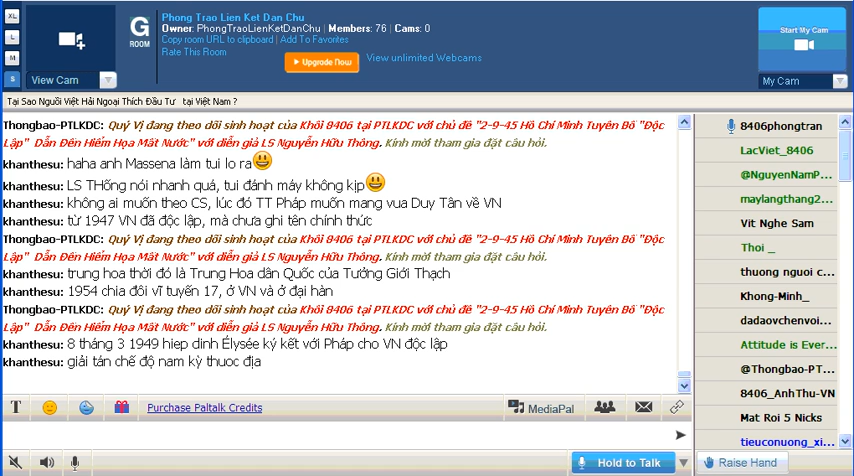 XL
L
M
S
View Cam
G
ROOM
Phong Trao Lien Ket Dan Chu
Owner: PhongTraoLienKetDanChu | Members: 76 | Cams: 0
Copy room URL to clipboard | Add To Favorites
Rate This Room
Upgrade Now
View unlimited Webcams
Start My Cam
My Cam
Tại Sao Người Việt Hải Ngoại Thích Đầu Tư tại Việt Nam ?
Thongbao-PTLKDC: Quý Vị đang theo dõi sinh hoạt của Khối 8406 tại PTLKDC với chủ đề "2-9-45 Hồ Chí Minh Tuyên Bố "Độc
Lập" Dẫn Đến Hiểm Họa Mất Nước" với diễn giả LS Nguyễn Hữu Thống. Kính mời tham gia đặt câu hỏi.
khanthesu: haha anh Massena làm tui lo ra
khanthesu: LS THống nói nhanh quá, tui đánh máy không kịp
khanthesu: không ai muốn theo CS, lúc đó TT Pháp muốn mang vua Duy Tân về VN
khanthesu: từ 1947 VN đã độc lập, mà chưa ghi tên chính thức
Thongbao-PTLKDC: Quý Vị đang theo dõi sinh hoạt của Khối 8406 tại PTLKDC với chủ đề "2-9-45 Hồ Chí Minh Tuyên Bố "Độc
Lập" Dẫn Đến Hiểm Họa Mất Nước" với diễn giả LS Nguyễn Hữu Thống. Kính mời tham gia đặt câu hỏi.
khanthesu: trung hoa thời đó là Trung Hoa dân Quốc của Tưởng Giới Thạch
khanthesu: 1954 chia đôi vĩ tuyến 17, ở VN và ở đại hàn
Thongbao-PTLKDC: Quý Vị đang theo dõi sinh hoạt của Khối 8406 tại PTLKDC với chủ đề "2-9-45 Hồ Chí Minh Tuyên Bố "Độc
Lập" Dẫn Đến Hiểm Họa Mất Nước" với diễn giả LS Nguyễn Hữu Thống. Kính mời tham gia đặt câu hỏi.
khanthesu: 8 tháng 3 1949 hiep dinh Élysée ký kết với Pháp cho VN độc lập
khanthesu: giải tán chế độ nam kỳ thuoc địa
8406phongtran
LacViet_8406
@NguyenNamP...
maylangthang2...
Vit Nghe Sam
Thoi _
thuong nguoi c...
Khong-Minh_
dadaovchenvoi...
Attitude is Ever...
@Thongbao-PT...
8406_AnhThu-VN
Mat Roi 5 Nicks
tieuconuong_xi...
T
Purchase Paltalk Credits
MediaPal
Hold to Talk
Raise Hand